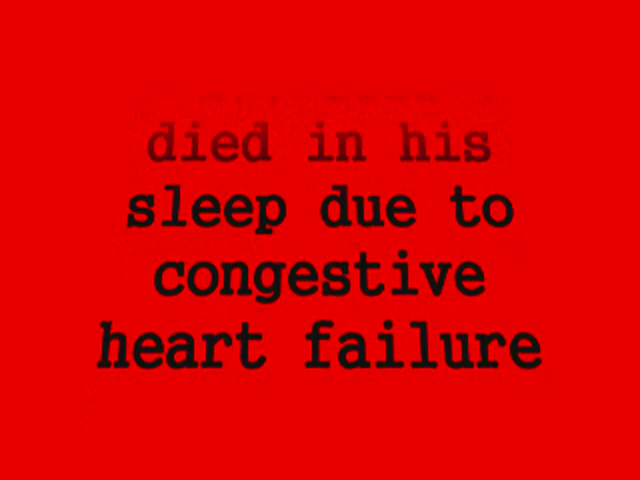 died in his
sleep due to
congestive
heart failure